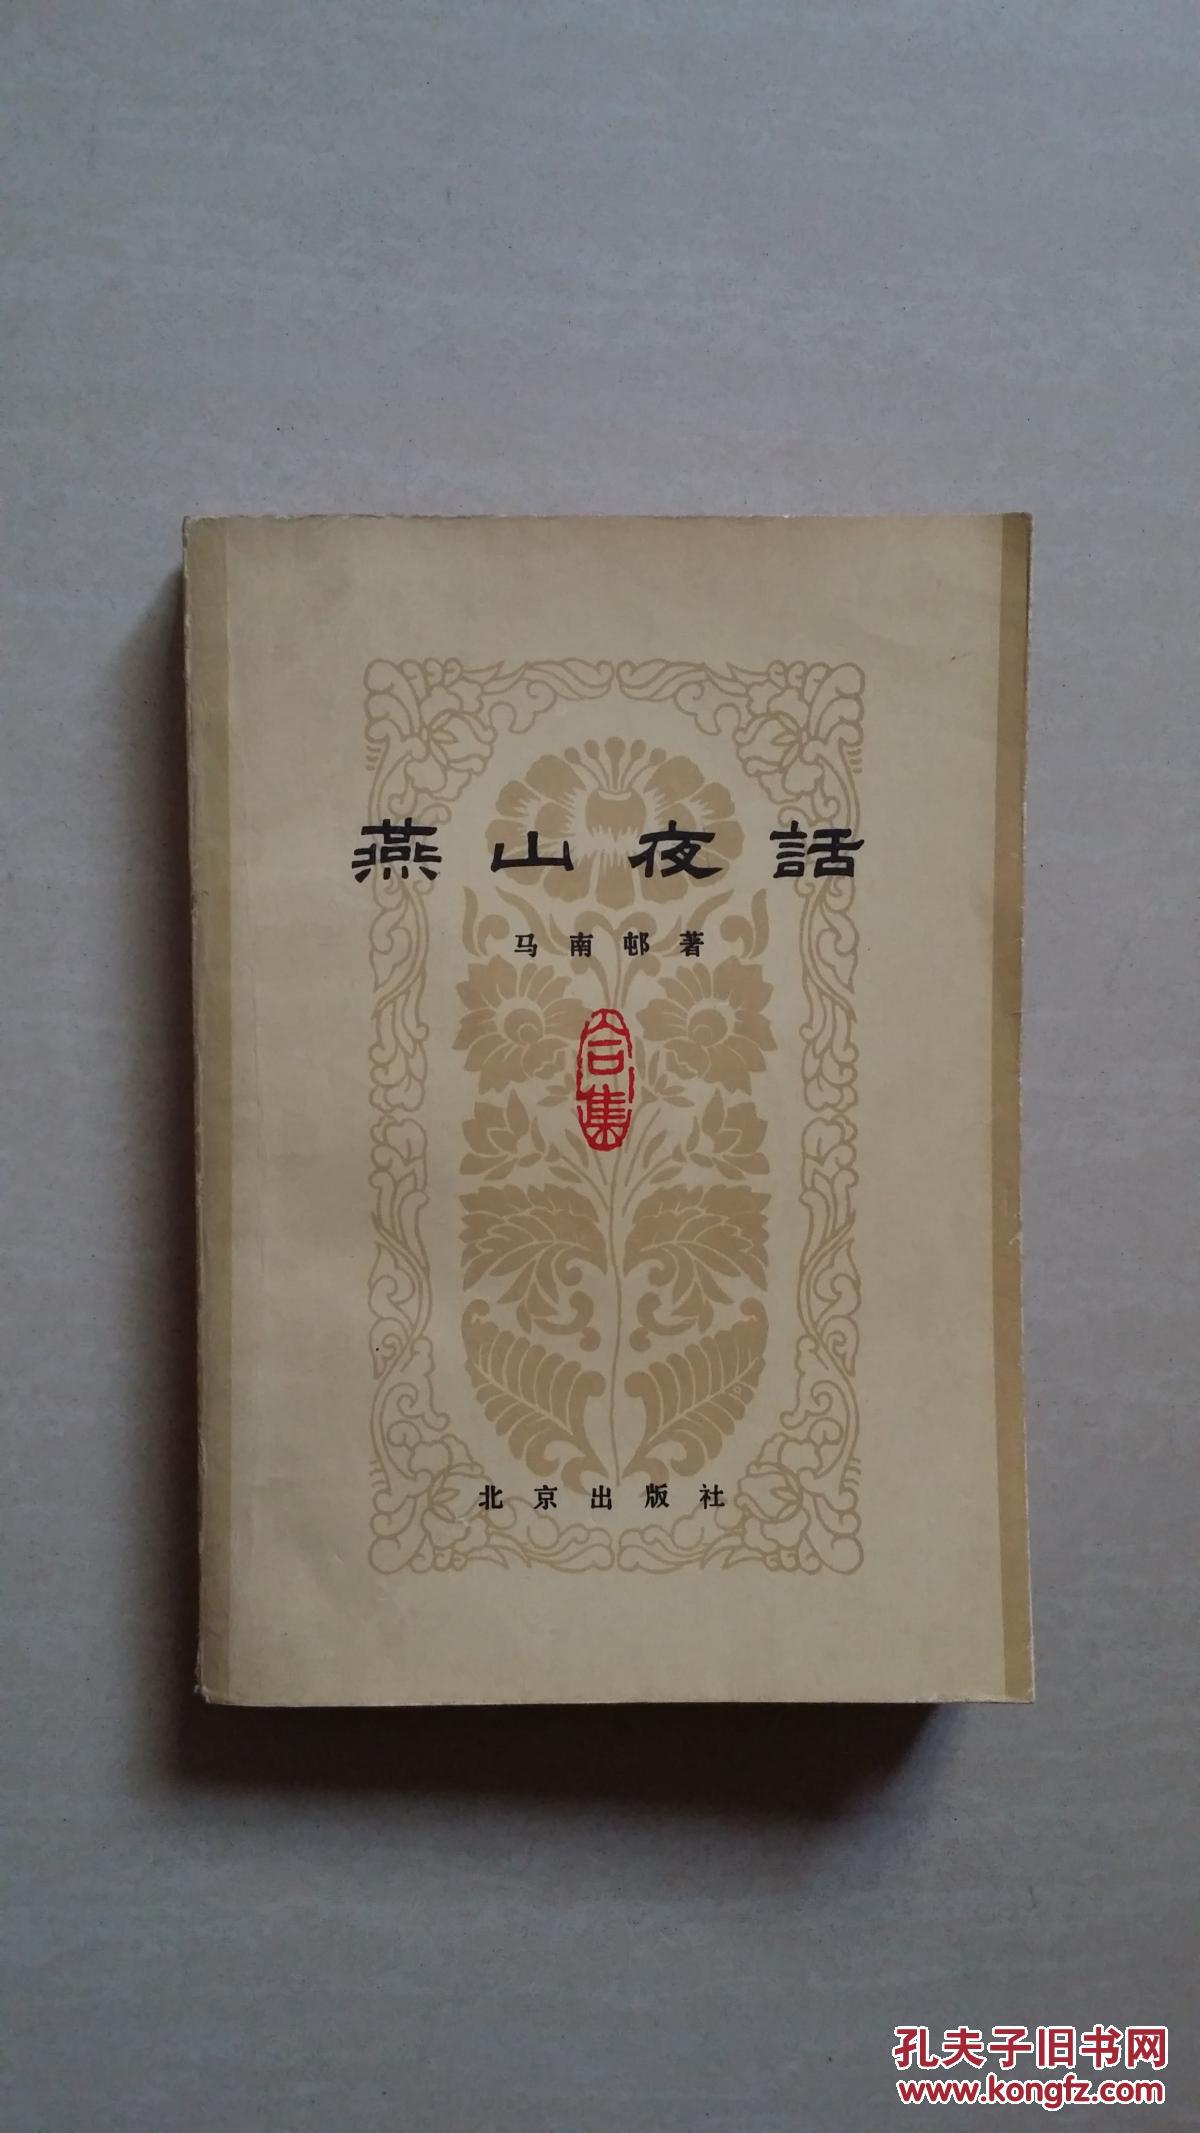 燕山夜話
马南邨著
合集
北京出版社
孔夫子旧书网
www.kongfz.com